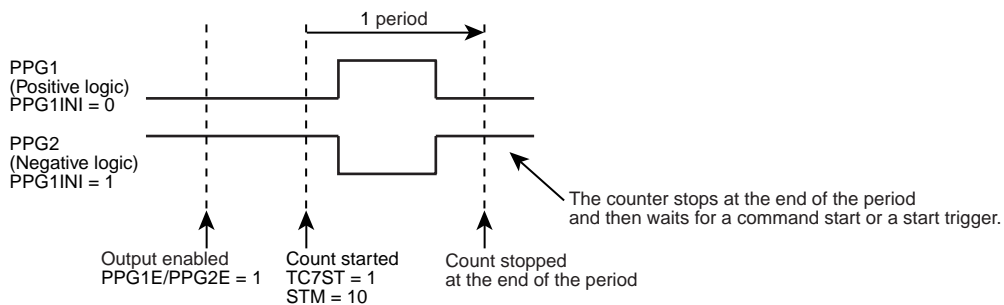 1 period
PPG1
(Positive logic)
PPG1INI = 0
PPG2
(Negative logic)
PPG1INI = 1
The counter stops at the end of the period
and then waits for a command start or a start trigger.
Output enabled
PPG1E/PPG2E = 1
Count started
TC7ST = 1
STM = 10
Count stopped
at the end of the period